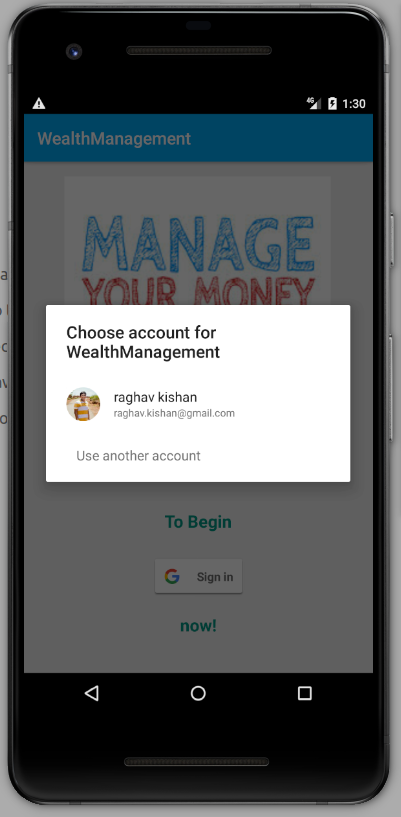 4G 1:30
WealthManagement
MANAGE
YOUR MONEY
Choose account for
WealthManagement
raghav kishan
raghav.kishan@gmail.com
Use another account
To Begin
G Sign in
now!